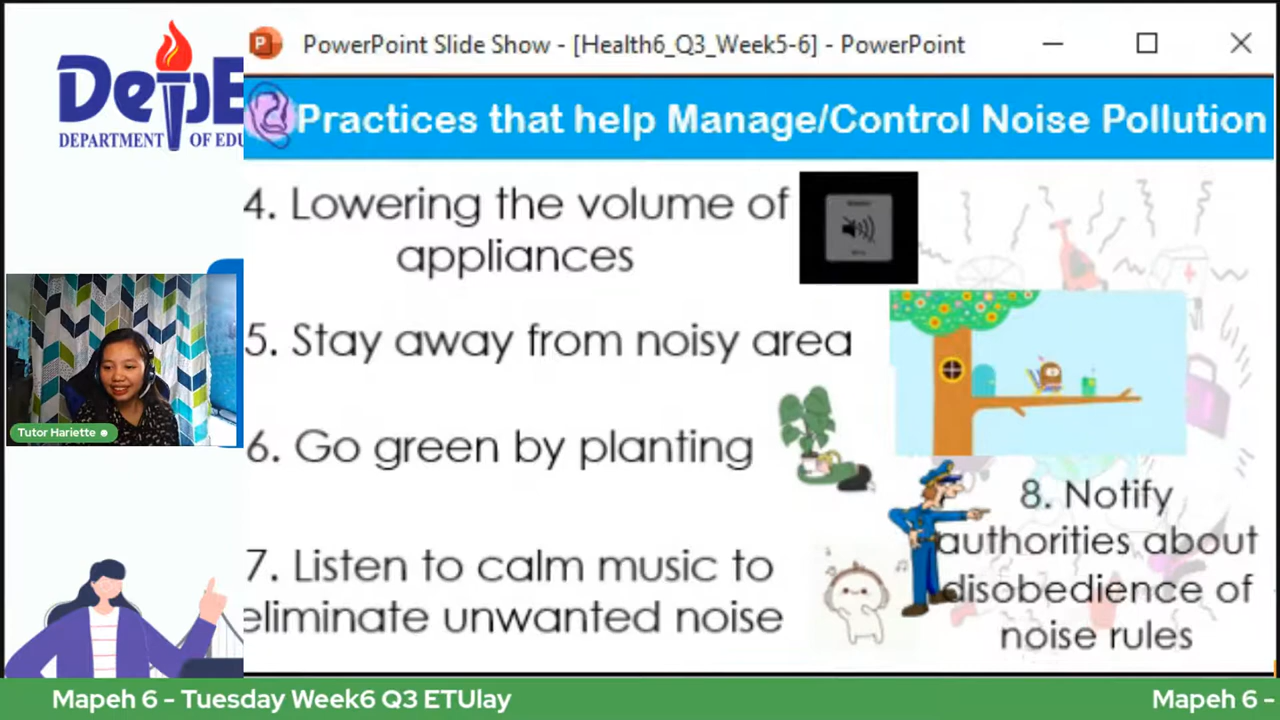 PowerPoint Slide Show - [Health6_Q3_Week5-6] - PowerPoint
DepE
DEPARTMENT OF EDU
Practices that help Manage/Control Noise Pollution
4. Lowering the volume of
appliances
5. Stay away from noisy area
6. Go green by planting
7. Listen to calm music to
eliminate unwanted noise
8. Notify
authorities about
disobedience of
noise rules
Tutor Hariette
Mapeh 6 - Tuesday Week6 Q3 ETUlay
Mapeh 6 -